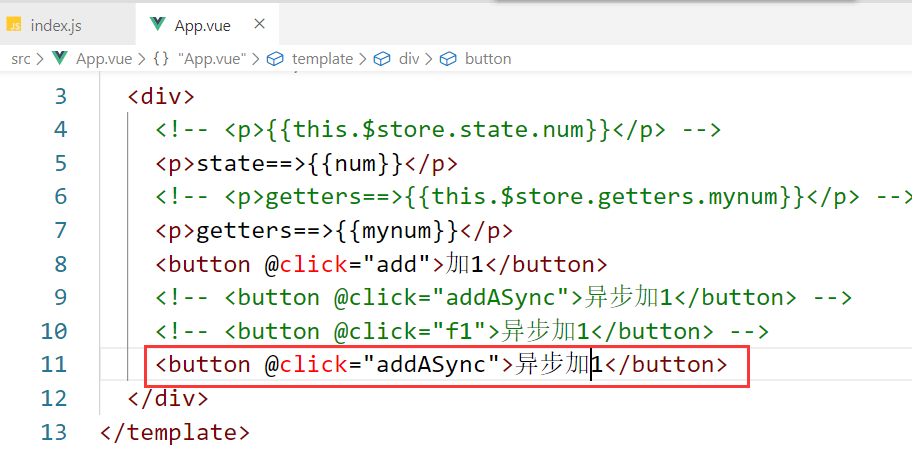 JS index.js App.vue ×
src > App.vue > {} "App.vue" > template > div > button
3 <div>
4 <!-- <p>{{this.$store.state.num}}</p> -->
5 <p>state==>{{num}}</p>
6 <!-- <p>getters==>{{this.$store.getters.mynum}}</p> -->
7 <p>getters==>{{mynum}}</p>
8 <button @click="add">加1</button>
9 <!-- <button @click="addASync">异步加1</button> -->
10 <!-- <button @click="f1">异步加1</button> -->
11 <button @click="addASync">异步加1</button>
12 </div>
13 </template>